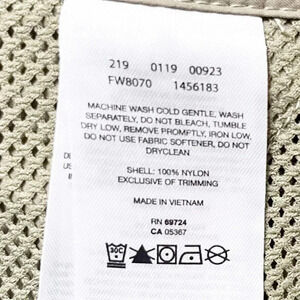 219 0119 00923
FW8070 1456183
MACHINE WASH COLD GENTLE, WASH
SEPARATELY, DO NOT BLEACH, TUMBLE
DRY LOW, REMOVE PROMPTLY, IRON LOW,
DO NOT USE FABRIC SOFTENER, DO NOT
DRYCLEAN
SHELL: 100% NYLON
EXCLUSIVE OF TRIMMING
MADE IN VIETNAM
RN 69724
CA 05367
30C